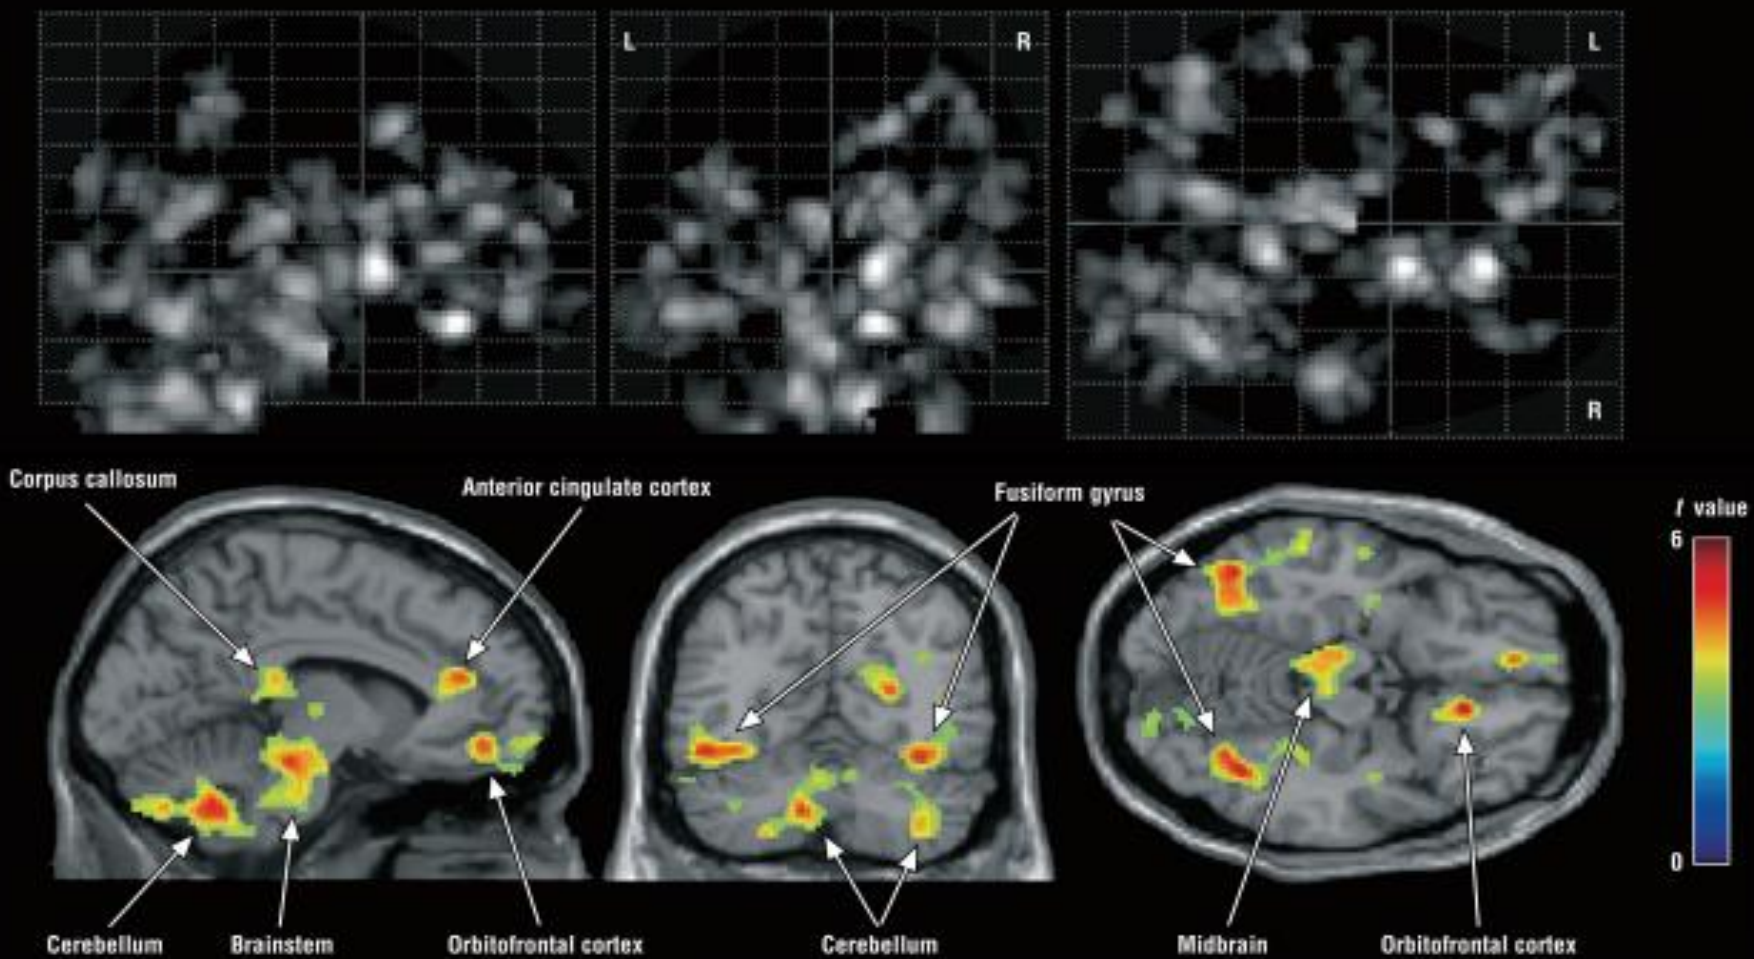 L
R
L
R
Corpus callosum
Anterior cingulate cortex
Fusiform gyrus
t value
6
0
Cerebellum
Brainstem
Orbitofrontal cortex
Cerebellum
Midbrain
Orbitofrontal cortex